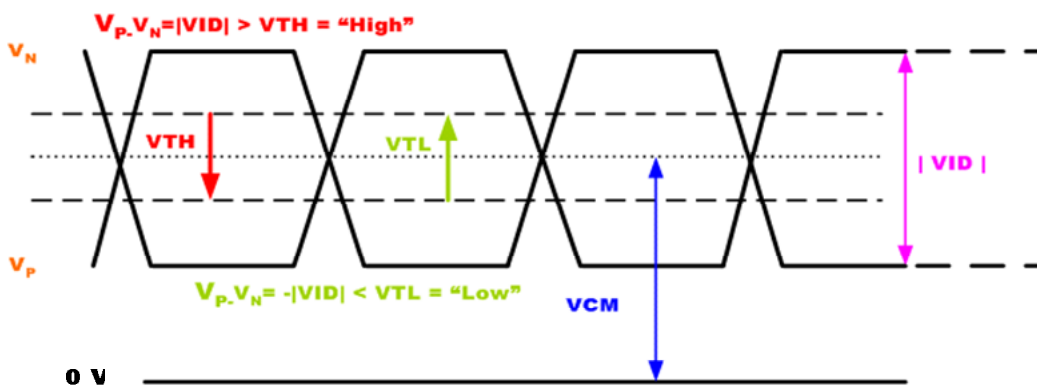 VP-VN=|VID| > VTH = “High”
VN
VTH
VTL
| VID |
VP
VP-VN= -|VID| < VTL = “Low”
VCM
0 V